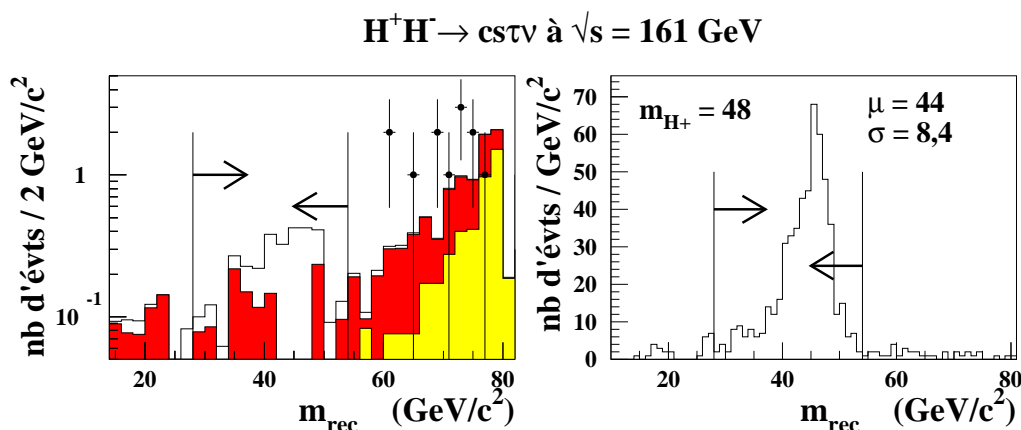 H⁺H⁻→ csτν à √s = 161 GeV
nb d'évts / 2 GeV/c²
1
10⁻¹
20 40 60 80
m_rec (GeV/c²)
nb d'évts / GeV/c²
70
60
50
40
30
20
10
0
m_H+ = 48
μ = 44
σ = 8,4
20 40 60 80
m_rec (GeV/c²)